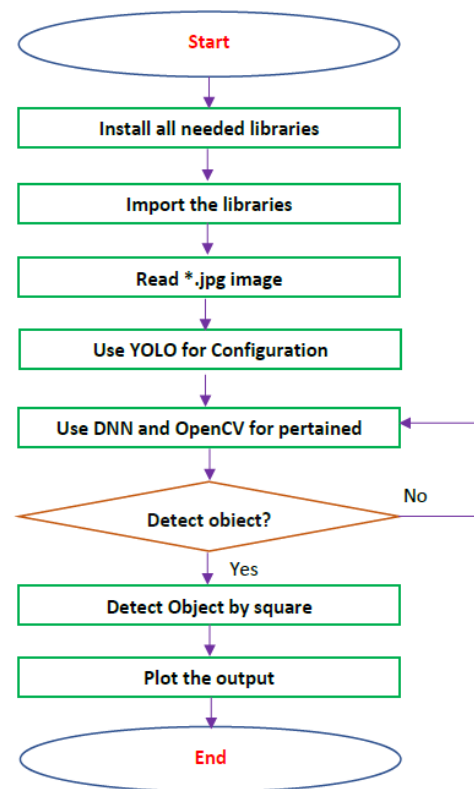 Start
Install all needed libraries
Import the libraries
Read *.jpg image
Use YOLO for Configuration
Use DNN and OpenCV for pertained
Detect object?
No
Yes
Detect Object by square
Plot the output
End